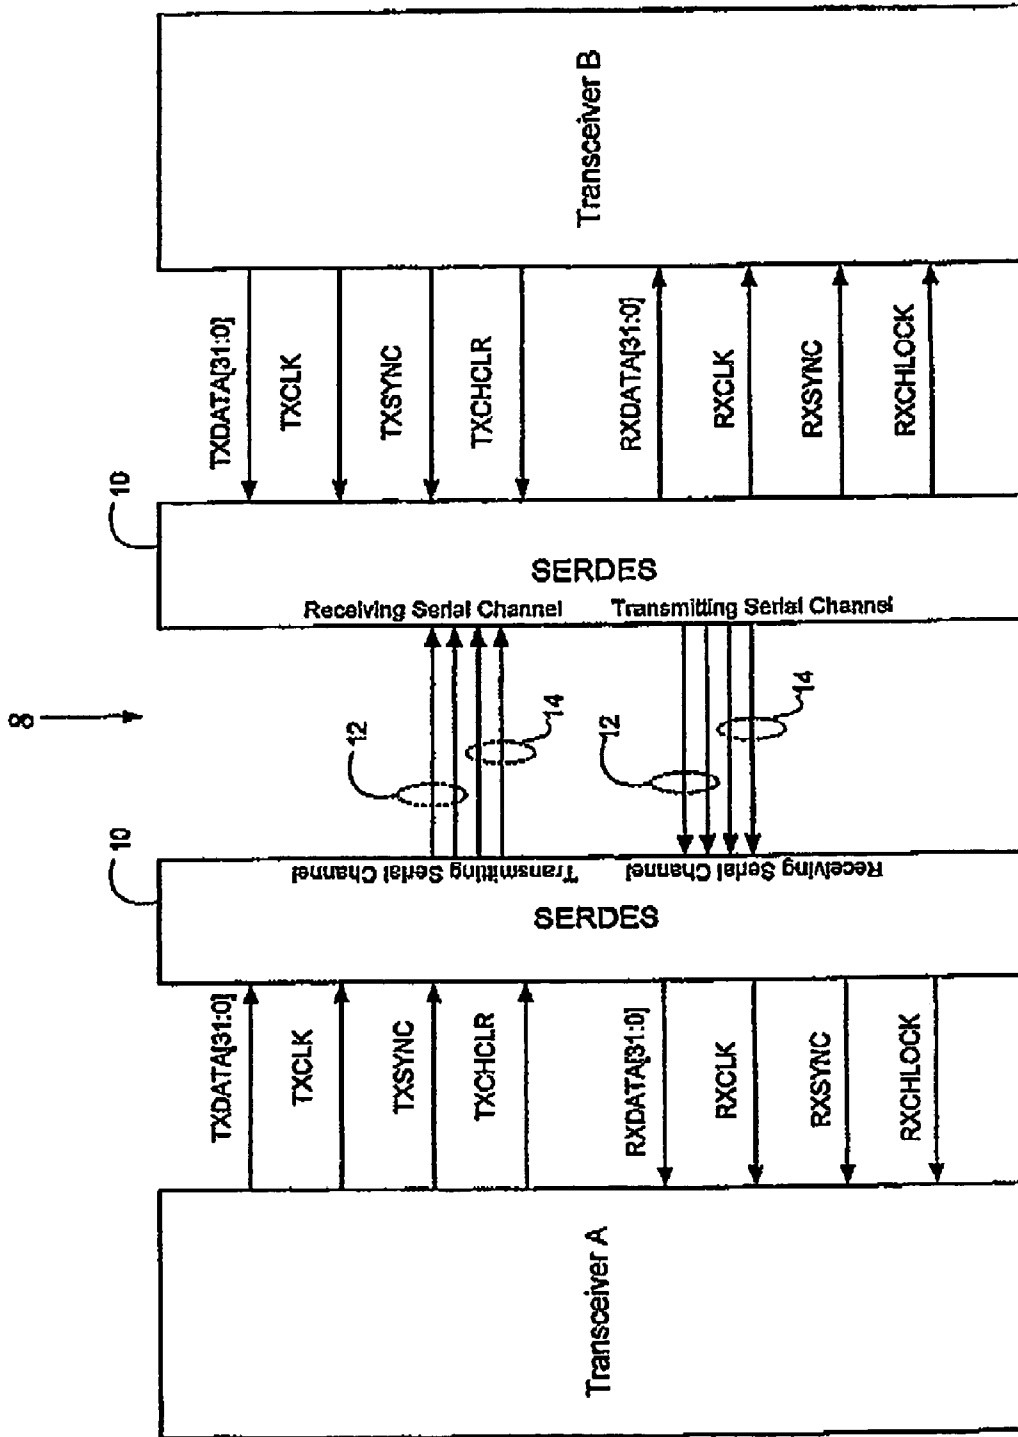 8
Transceiver A
TXDATA[31:0]
TXCLK
TXSYNC
TXCHCLR
RXDATA[31:0]
RXCLK
RXSYNC
RXCHLOCK
10
SERDES
Transmitting Serial Channel
Receiving Serial Channel
12
14
12
14
10
Receiving Serial Channel
Transmitting Serial Channel
SERDES
TXDATA[31:0]
TXCLK
TXSYNC
TXCHCLR
RXDATA[31:0]
RXCLK
RXSYNC
RXCHLOCK
Transceiver B